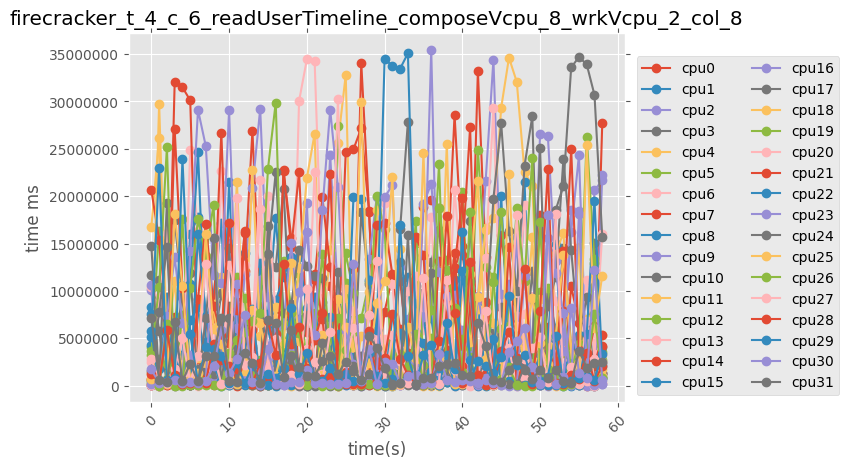 firecracker_t_4_c_6_readUserTimeline_composeVcpu_8_wrkVcpu_2_col_8
35000000
30000000
25000000
20000000
15000000
10000000
5000000
0
time ms
0 10 20 30 40 50 60
time(s)
cpu0 cpu16
cpu1 cpu17
cpu2 cpu18
cpu3 cpu19
cpu4 cpu20
cpu5 cpu21
cpu6 cpu22
cpu7 cpu23
cpu8 cpu24
cpu9 cpu25
cpu10 cpu26
cpu11 cpu27
cpu12 cpu28
cpu13 cpu29
cpu14 cpu30
cpu15 cpu31